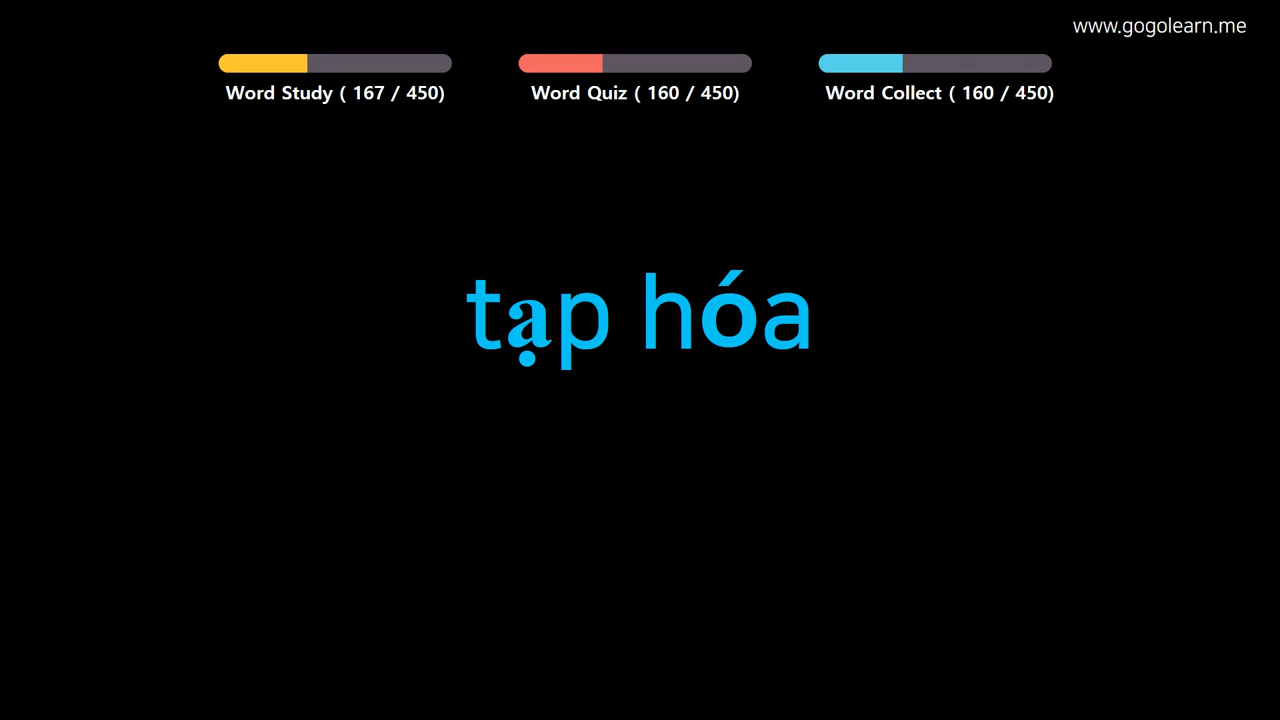 www.gogolearn.me
Word Study ( 167 / 450)
Word Quiz ( 160 / 450)
Word Collect ( 160 / 450)
tạp hóa